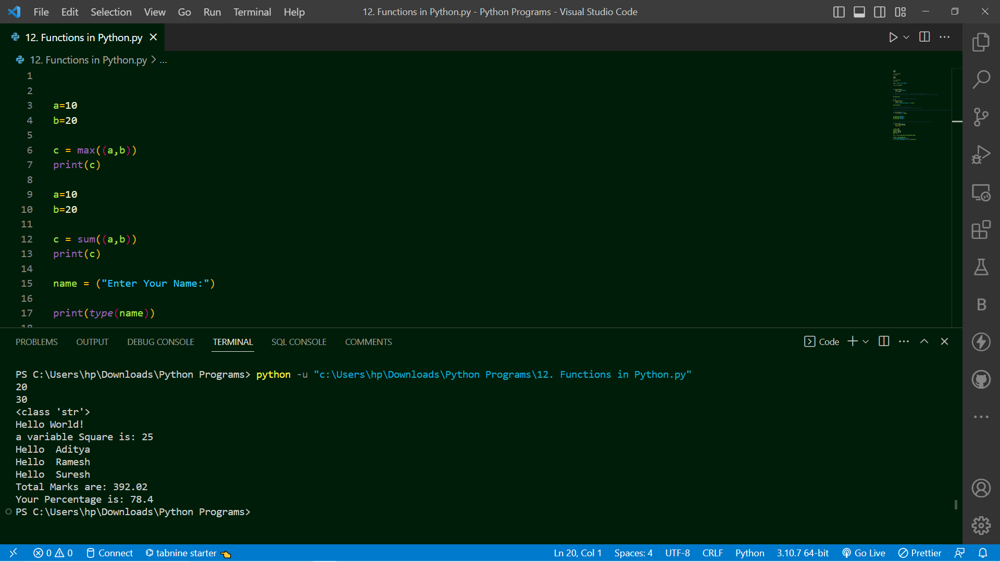 File Edit Selection View Go Run Terminal Help 12. Functions in Python.py - Python Programs - Visual Studio Code
12. Functions in Python.py
12. Functions in Python.py > ...
1
2
3 a=10
4 b=20
5
6 c = max((a,b))
7 print(c)
8
9 a=10
10 b=20
11
12 c = sum((a,b))
13 print(c)
14
15 name = ("Enter Your Name:")
16
17 print(type(name))
18
PROBLEMS OUTPUT DEBUG CONSOLE TERMINAL SQL CONSOLE COMMENTS Code
PS C:\Users\hp\Downloads\Python Programs> python -u "c:\Users\hp\Downloads\Python Programs\12. Functions in Python.py"
20
30
<class 'str'>
Hello World!
a variable Square is: 25
Hello  Aditya
Hello  Ramesh
Hello  Suresh
Total Marks are: 392.02
Your Percentage is: 78.4
PS C:\Users\hp\Downloads\Python Programs>
B
0 0 Connect tabnine starter Ln 20, Col 1 Spaces: 4 UTF-8 CRLF Python 3.10.7 64-bit Go Live Prettier